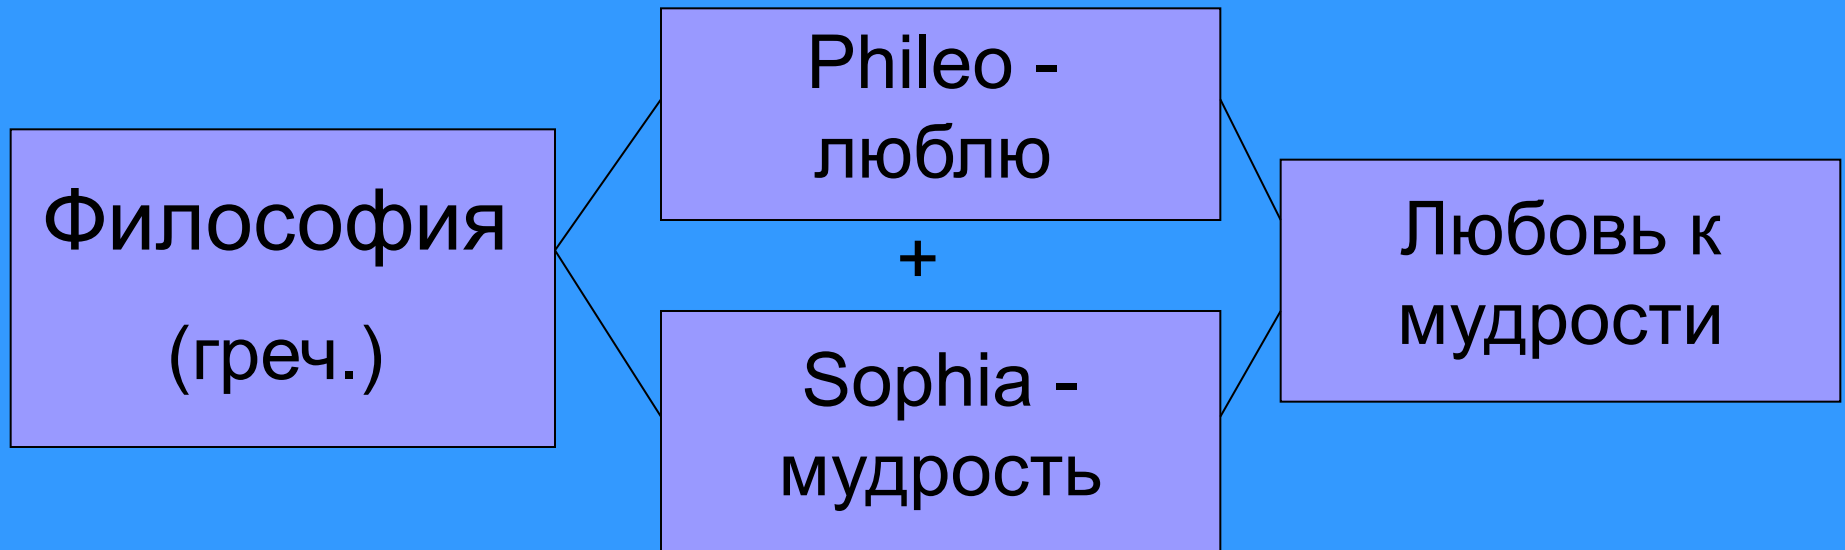 Философия
(греч.)
Phileo -
люблю
+
Sophia -
мудрость
Любовь к
мудрости